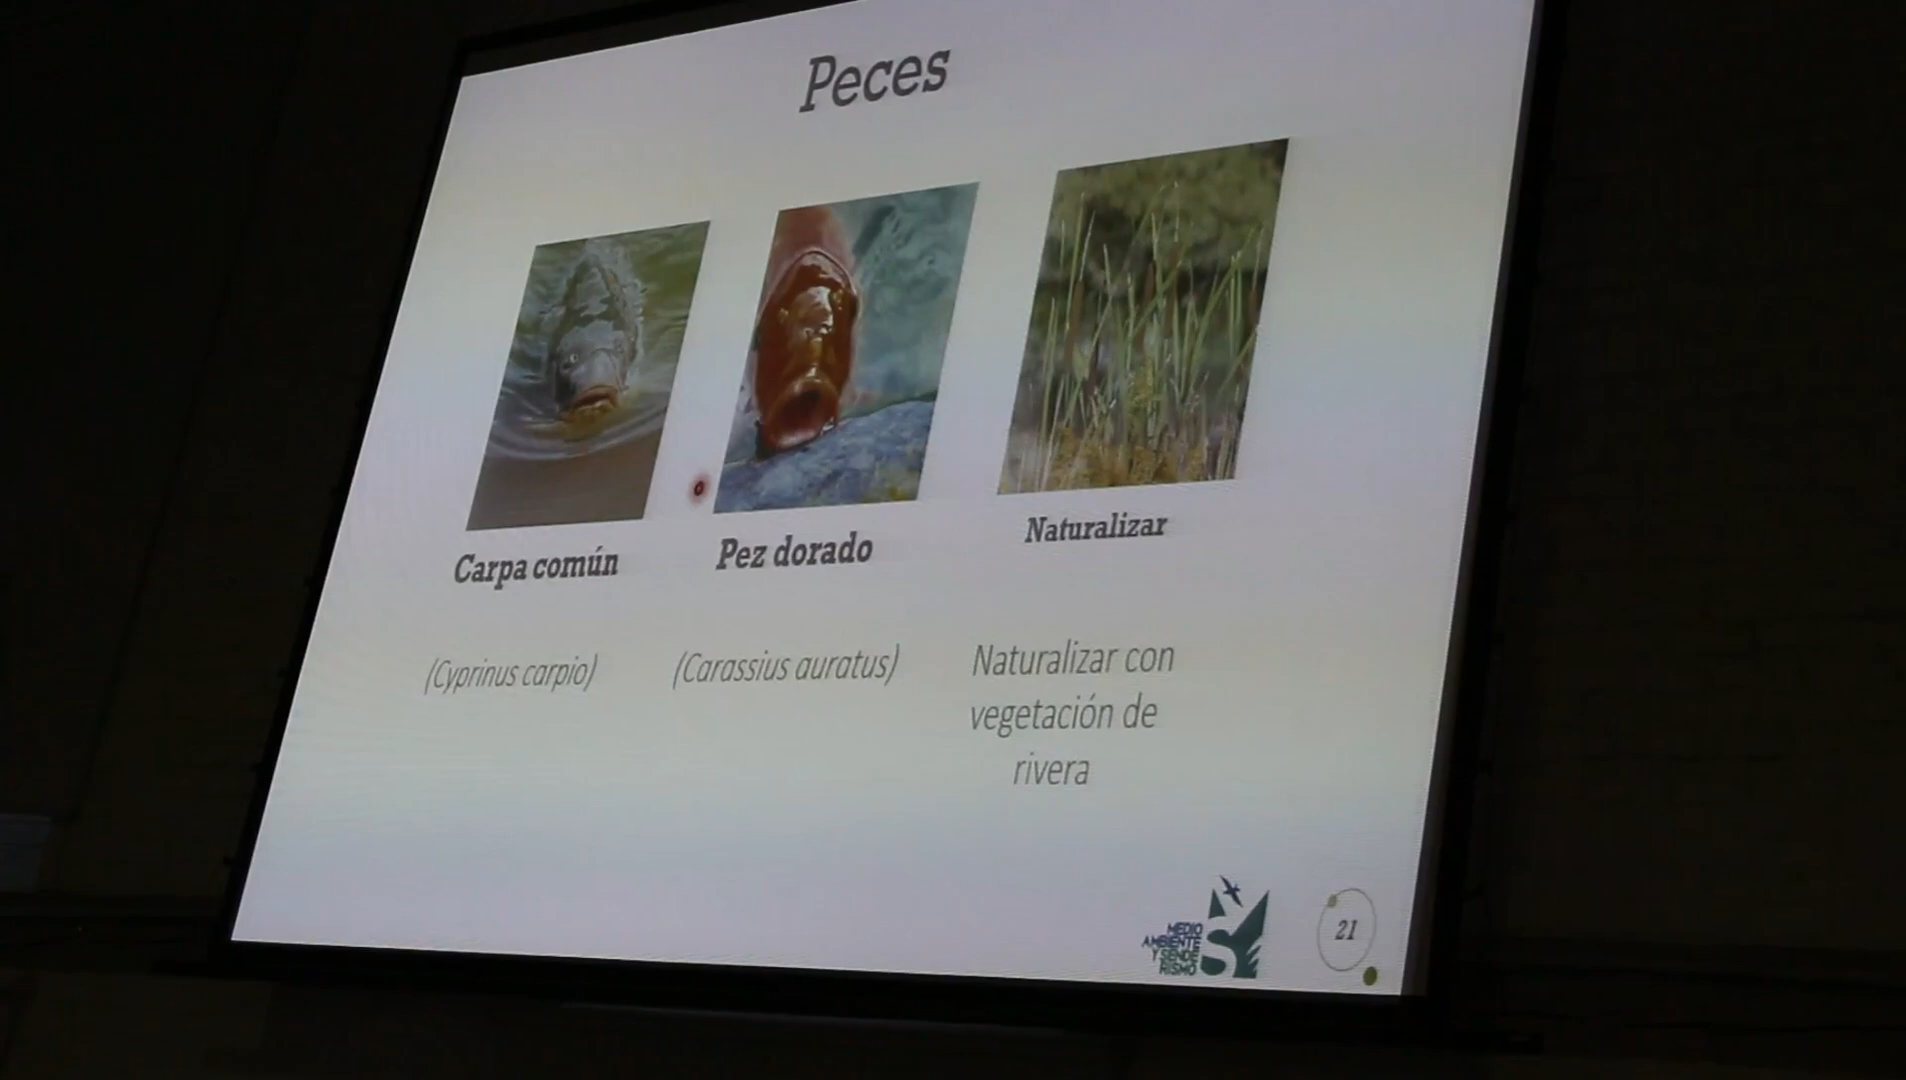 Peces
Carpa común
Pez dorado
Naturalizar
(Cyprinus carpio)
(Carassius auratus)
Naturalizar con
vegetación de
rivera
MEDIO
AMBIENTE
Y SENDE
RISMO
21